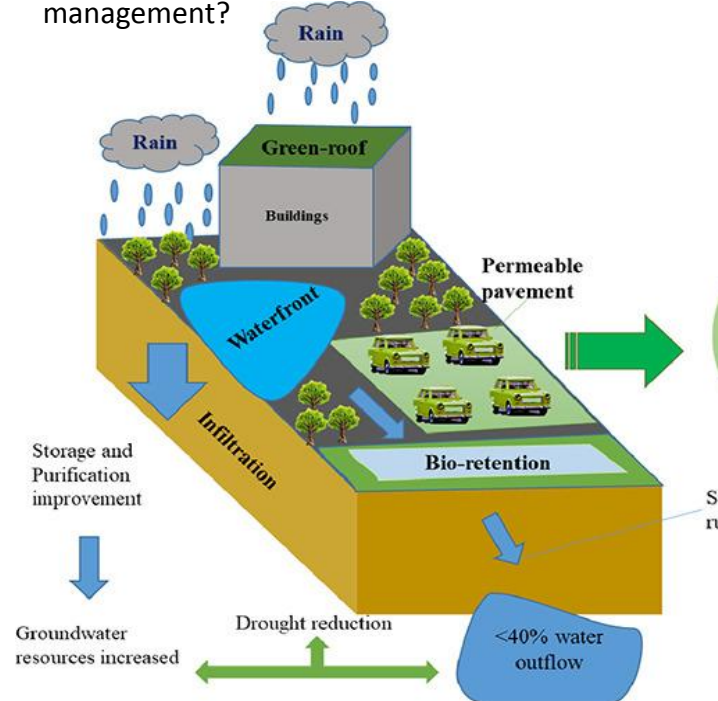 management?
Rain
Rain
Green-roof
Buildings
Permeable
pavement
Waterfront
Infiltration
Storage and
Purification
improvement
Bio-retention
Groundwater
resources increased
Drought reduction
<40% water
outflow